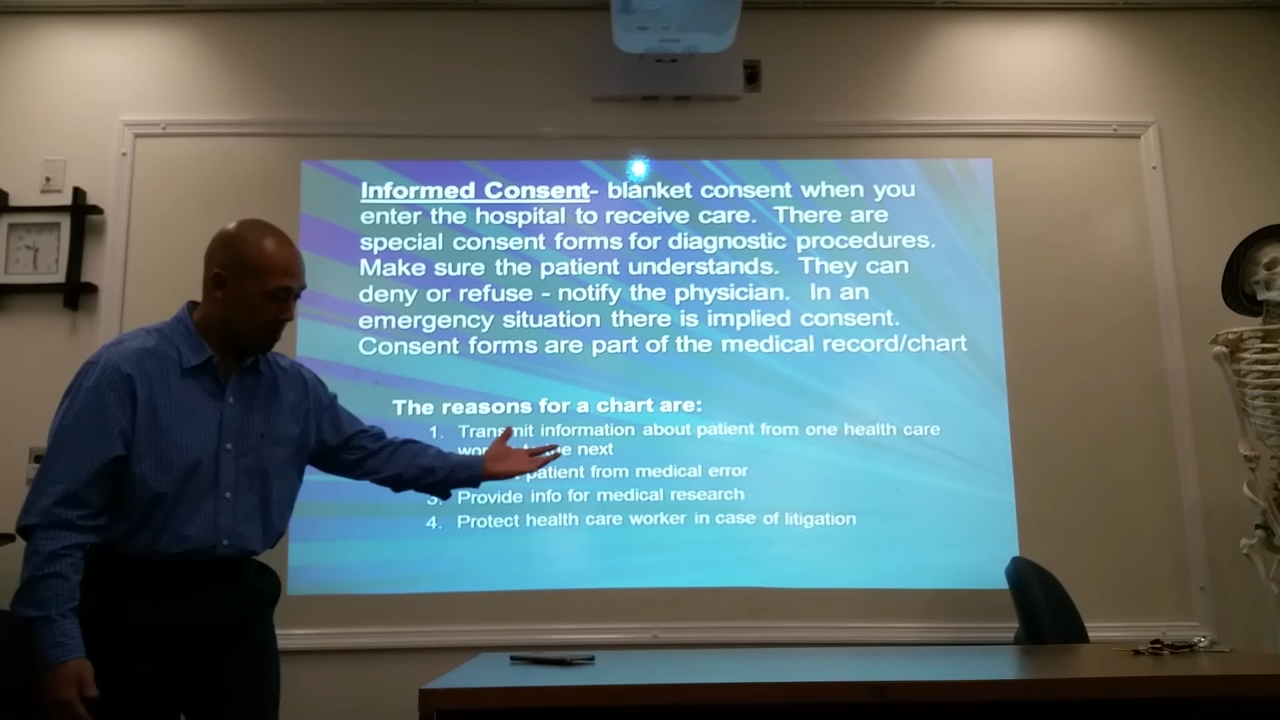 Informed Consent- blanket consent when you
enter the hospital to receive care. There are
special consent forms for diagnostic procedures.
Make sure the patient understands. They can
deny or refuse - notify the physician. In an
emergency situation there is implied consent.
Consent forms are part of the medical record/chart
The reasons for a chart are:
1. Transmit information about patient from one health care
next
patient from medical error
3. Provide info for medical research
4. Protect health care worker in case of litigation